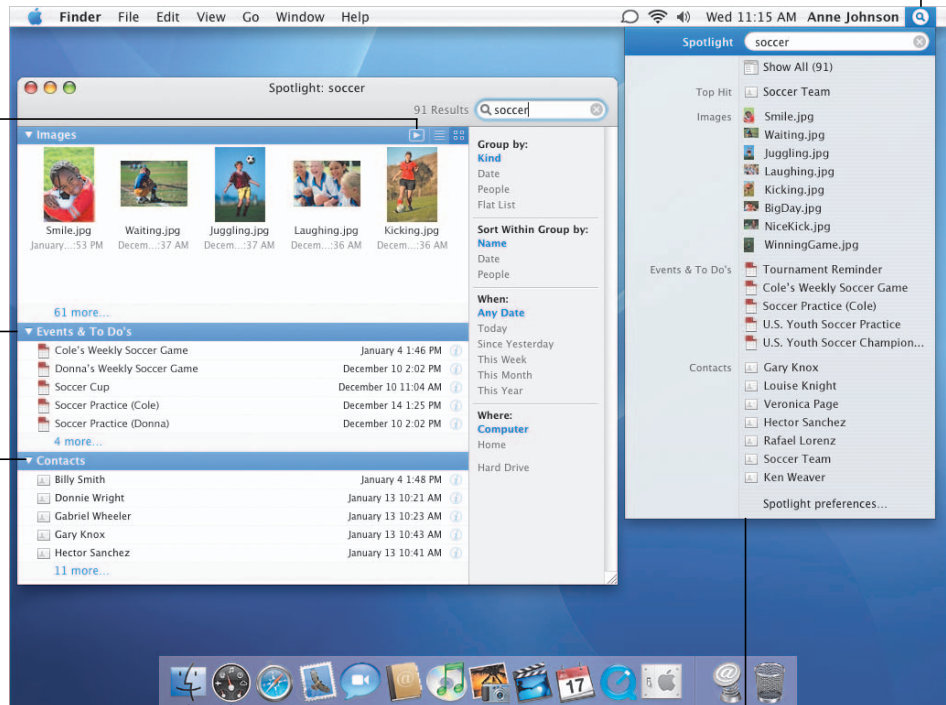 Finder File Edit View Go Window Help Wed 11:15 AM Anne Johnson
Spotlight soccer
Show All (91)
Top Hit Soccer Team
Images Smile.jpg
Waiting.jpg
Juggling.jpg
Laughing.jpg
Kicking.jpg
BigDay.jpg
NiceKick.jpg
WinningGame.jpg
Events & To Do's Tournament Reminder
Cole's Weekly Soccer Game
Soccer Practice (Cole)
U.S. Youth Soccer Practice
U.S. Youth Soccer Champion...
Contacts Gary Knox
Louise Knight
Veronica Page
Hector Sanchez
Rafael Lorenz
Soccer Team
Ken Weaver
Spotlight preferences...
Spotlight: soccer
91 Results soccer
Images
Smile.jpg Waiting.jpg Juggling.jpg Laughing.jpg Kicking.jpg
January...:53 PM Decem...:37 AM Decem...:37 AM Decem...:36 AM Decem...:36 AM
61 more...
Events & To Do's
Cole's Weekly Soccer Game January 4 1:46 PM
Donna's Weekly Soccer Game December 10 2:02 PM
Soccer Cup December 10 11:04 AM
Soccer Practice (Cole) December 14 1:25 PM
Soccer Practice (Donna) December 10 2:02 PM
4 more...
Contacts
Billy Smith January 4 1:48 PM
Donnie Wright January 13 10:21 AM
Gabriel Wheeler January 13 10:23 AM
Gary Knox January 13 10:43 AM
Hector Sanchez January 13 10:41 AM
11 more...
Group by:
Kind
Date
People
Flat List
Sort Within Group by:
Name
Date
People
When:
Any Date
Today
Since Yesterday
This Week
This Month
This Year
Where:
Computer
Home
Hard Drive
17